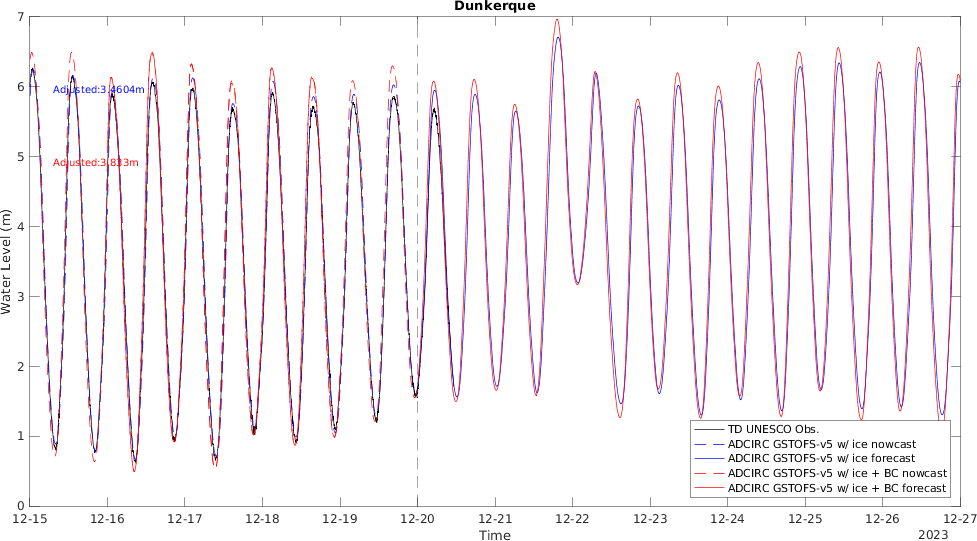 Dunkerque
7
6
5
4
3
2
1
0
Water Level (m)
Adjusted:3.4604m
Adjusted:3.833m
TD UNESCO Obs.
ADCIRC GSTOFS-v5 w/ ice nowcast
ADCIRC GSTOFS-v5 w/ ice forecast
ADCIRC GSTOFS-v5 w/ ice + BC nowcast
ADCIRC GSTOFS-v5 w/ ice + BC forecast
12-15 12-16 12-17 12-18 12-19 12-20 12-21 12-22 12-23 12-24 12-25 12-26 12-27
Time
2023